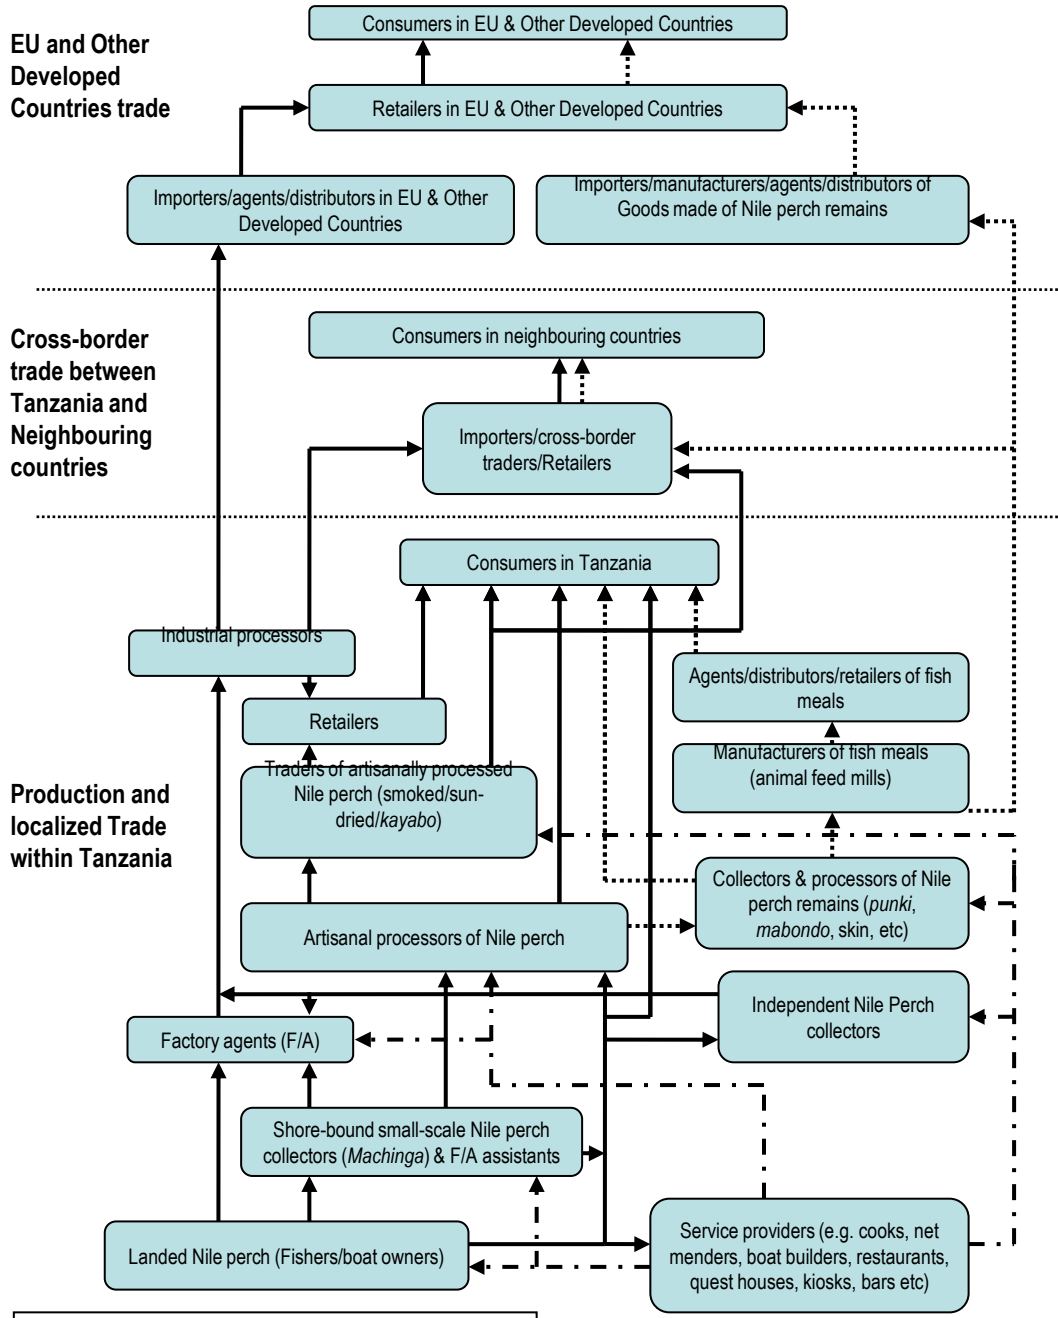 EU and Other
Developed
Countries trade
Consumers in EU & Other Developed Countries
Retailers in EU & Other Developed Countries
Importers/agents/distributors in EU & Other
Developed Countries
Importers/manufacturers/agents/distributors of
Goods made of Nile perch remains
Cross-border
trade between
Tanzania and
Neighbouring
countries
Consumers in neighbouring countries
Importers/cross-border
traders/Retailers
Production and
localized Trade
within Tanzania
Consumers in Tanzania
Industrial processors
Retailers
Agents/distributors/retailers of fish
meals
Manufacturers of fish meals
(animal feed mills)
Traders of artisanally processed
Nile perch (smoked/sun-
dried/kayabo)
Collectors & processors of Nile
perch remains (punki,
mabondo, skin, etc)
Artisanal processors of Nile perch
Independent Nile Perch
collectors
Factory agents (F/A)
Shore-bound small-scale Nile perch
collectors (Machinga) & F/A assistants
Landed Nile perch (Fishers/boat owners)
Service providers (e.g. cooks, net
menders, boat builders, restaurants,
quest houses, kiosks, bars etc)